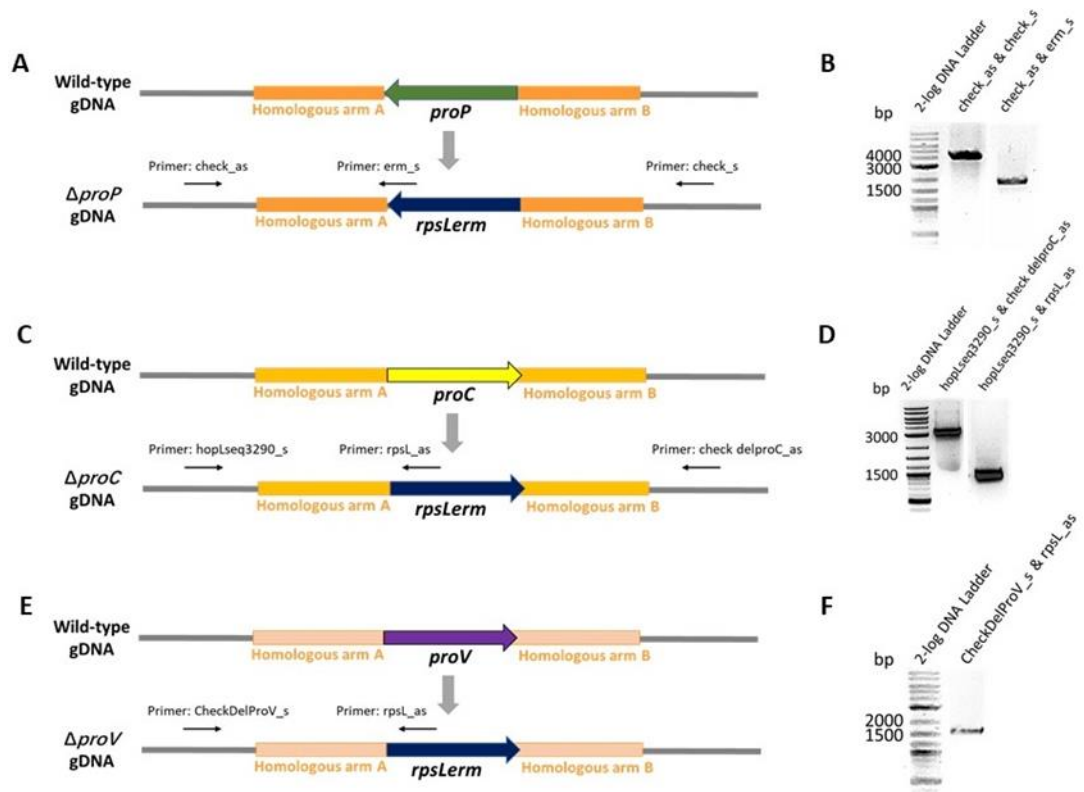 A
Wild-type
gDNA
Homologous arm A
proP
Homologous arm B
Primer: check_as
Primer: erm_s
Primer: check_s
ΔproP
gDNA
Homologous arm A
rpsLerm
Homologous arm B
B
2-log DNA Ladder
check_as & check_s
check_as & erm_s
bp
4000
3000
1500
C
Wild-type
gDNA
Homologous arm A
proC
Homologous arm B
Primer: hopLseq3290_s
Primer: rpsL_as
Primer: check delproC_as
ΔproC
gDNA
Homologous arm A
rpsLerm
Homologous arm B
D
2-log DNA Ladder
hopLseq3290_s & check delproC_as
hopLseq3290_s & rpsL_as
bp
3000
1500
E
Wild-type
gDNA
Homologous arm A
proV
Homologous arm B
Primer: CheckDelProV_s
Primer: rpsL_as
ΔproV
gDNA
Homologous arm A
rpsLerm
Homologous arm B
F
2-log DNA Ladder
CheckDelProV_s & rpsL_as
bp
2000
1500